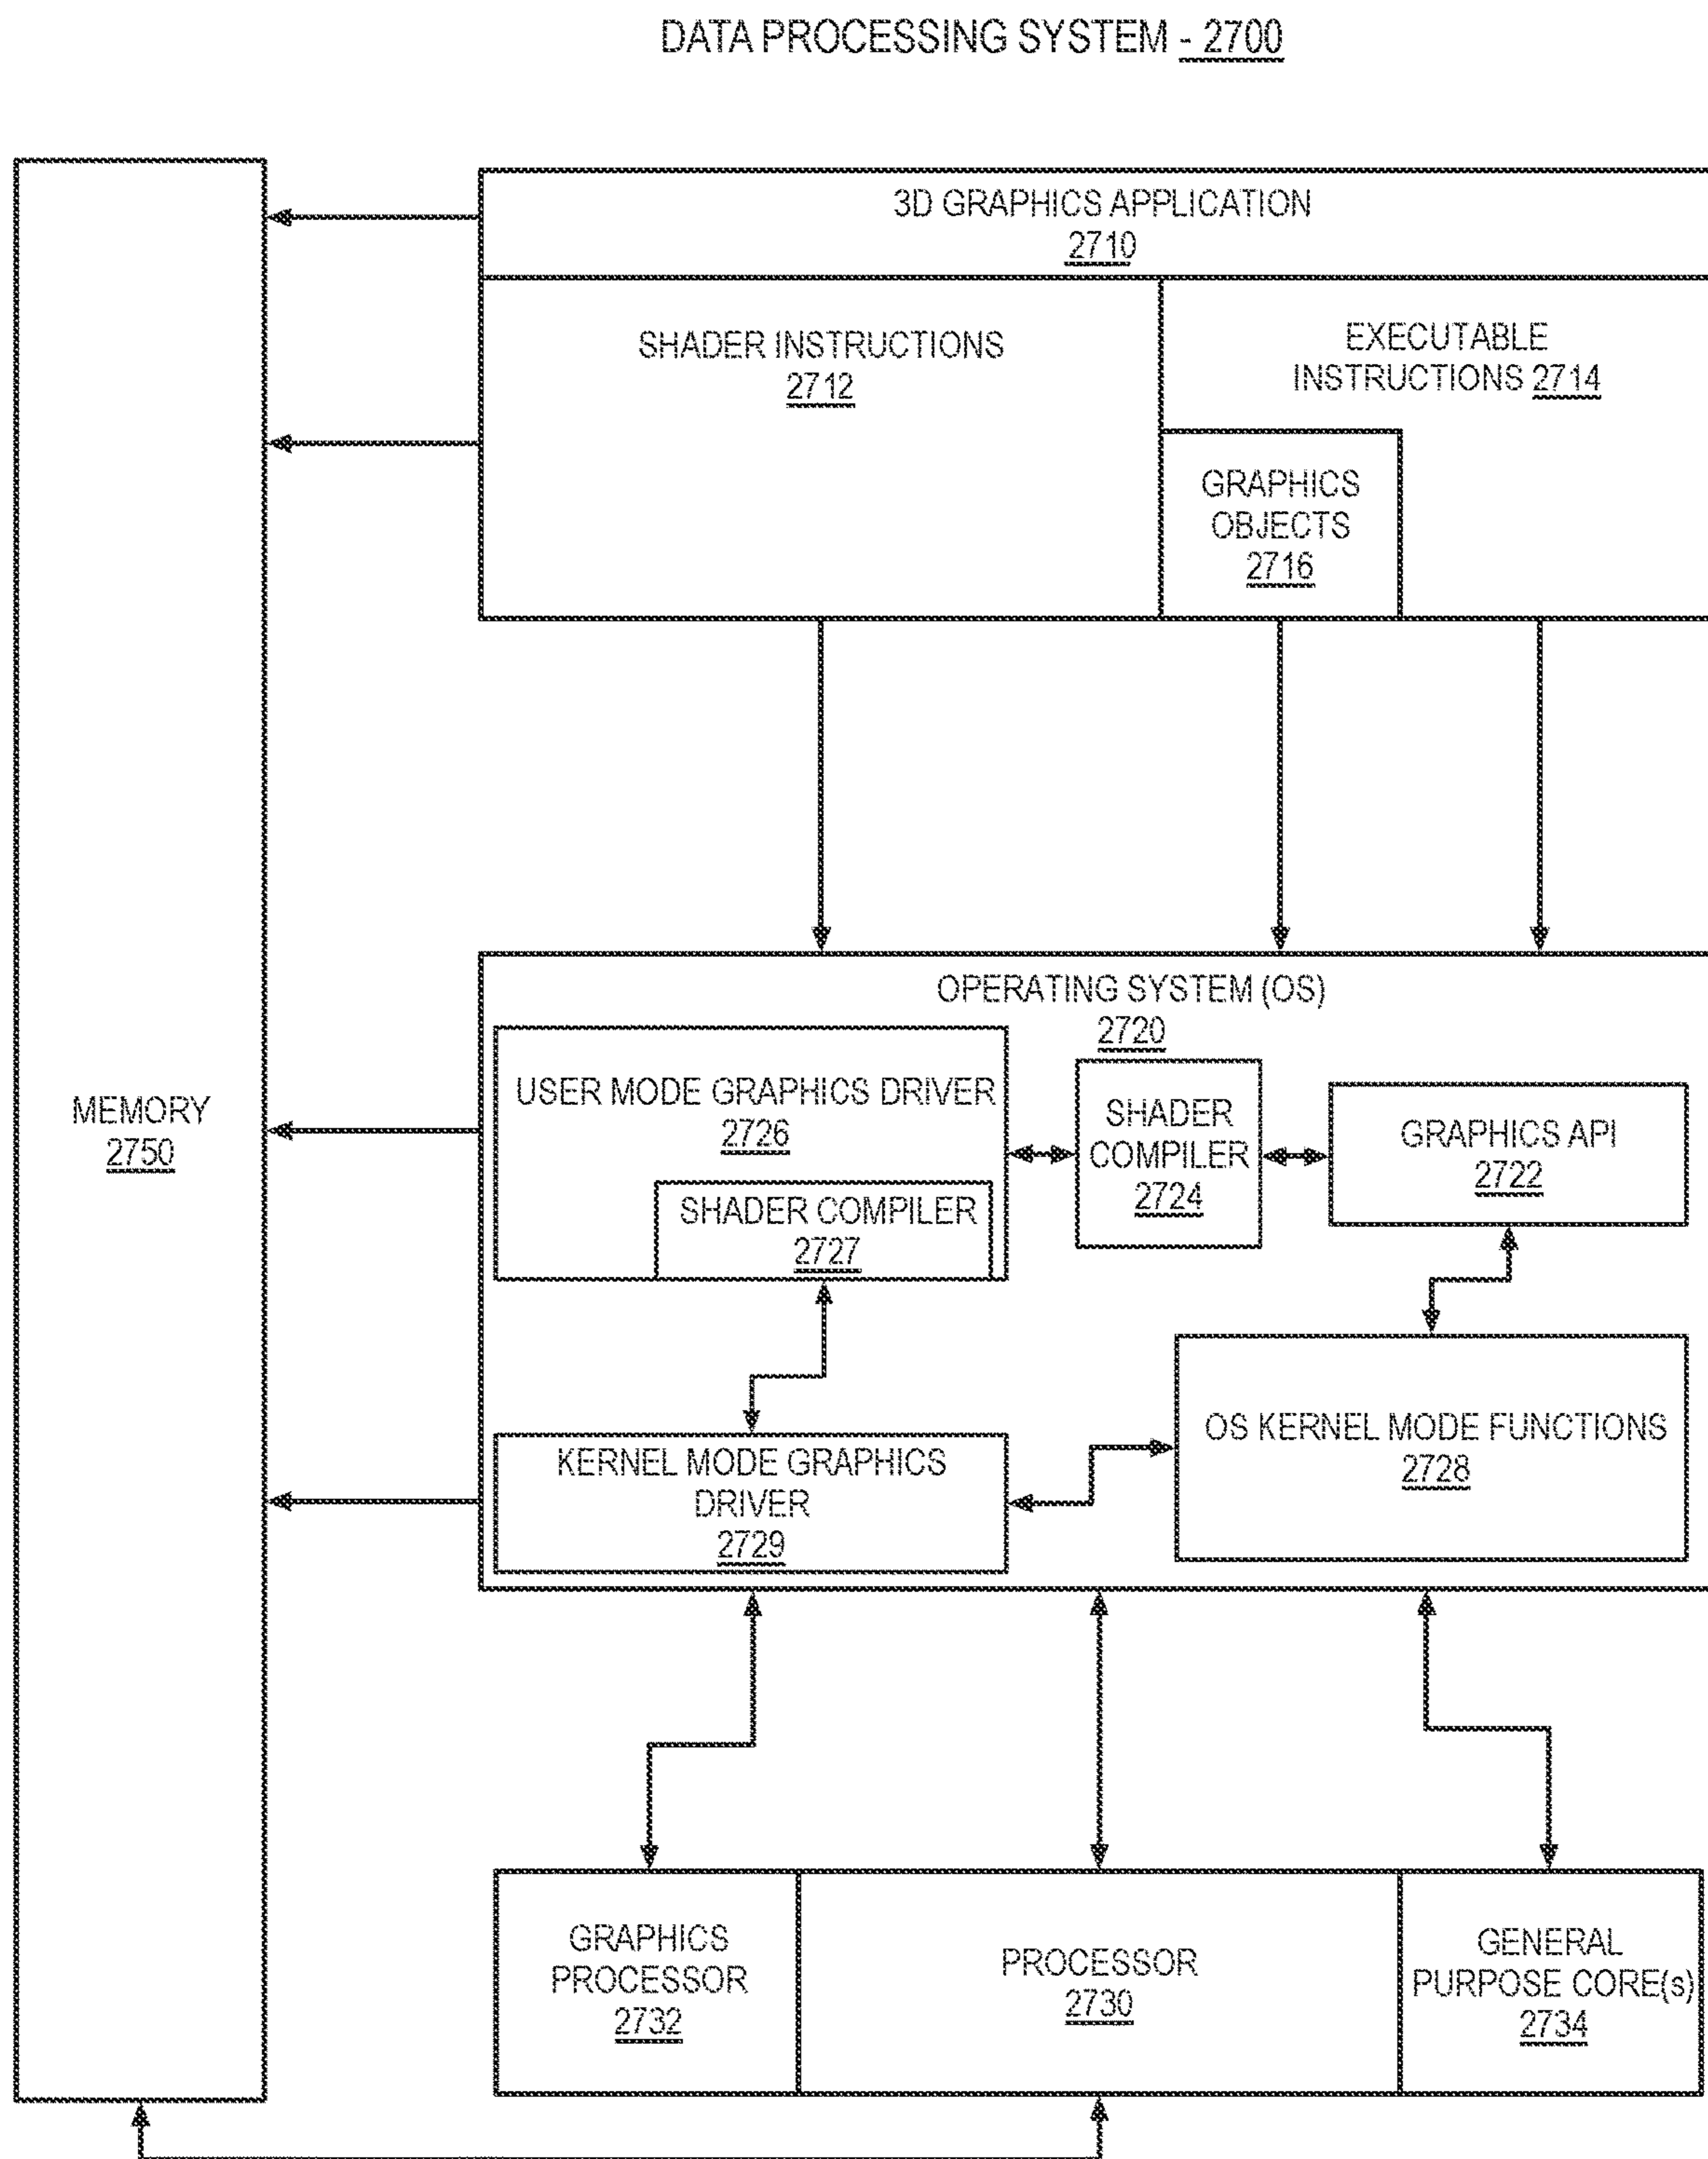 DATA PROCESSING SYSTEM - 2700
3D GRAPHICS APPLICATION
2710
SHADER INSTRUCTIONS
2712
EXECUTABLE
INSTRUCTIONS 2714
GRAPHICS
OBJECTS
2716
MEMORY
2750
OPERATING SYSTEM (OS)
2720
USER MODE GRAPHICS DRIVER
2726
SHADER COMPILER
2727
SHADER
COMPILER
2724
GRAPHICS API
2722
KERNEL MODE GRAPHICS
DRIVER
2729
OS KERNEL MODE FUNCTIONS
2728
GRAPHICS
PROCESSOR
2732
PROCESSOR
2730
GENERAL
PURPOSE CORE(s)
2734